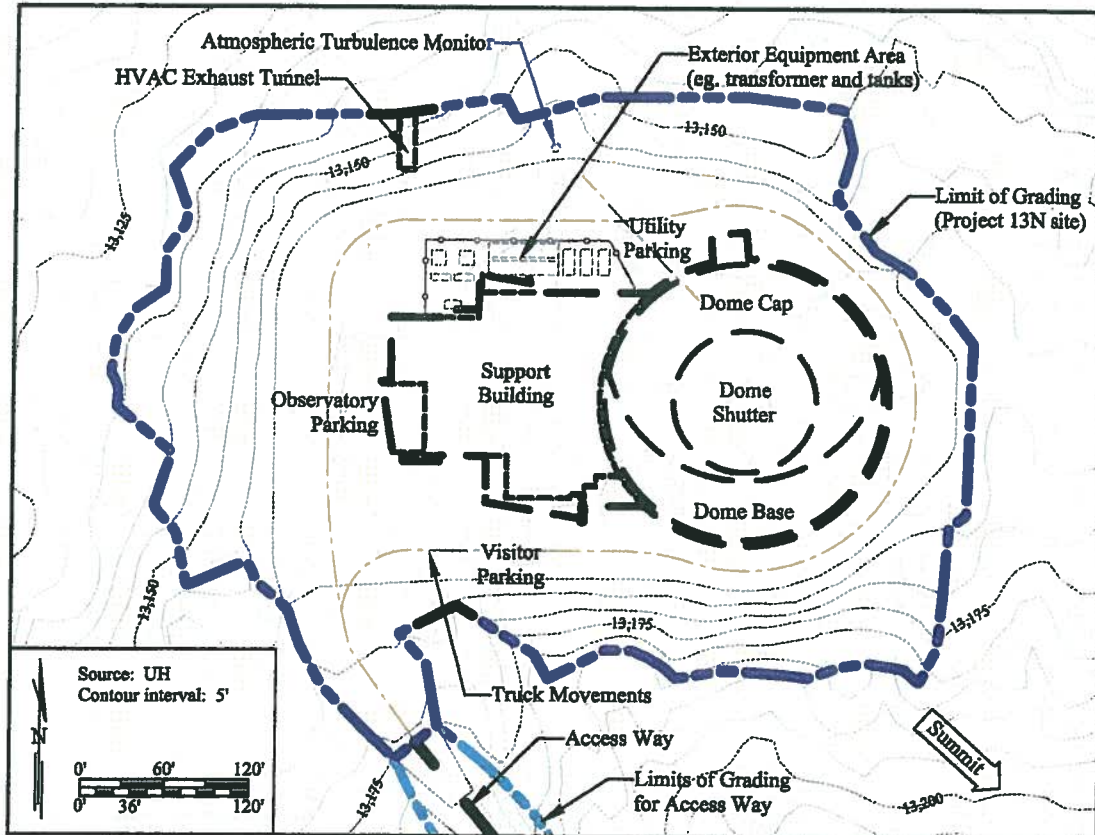 Atmospheric Turbulence Monitor
HVAC Exhaust Tunnel
Exterior Equipment Area
(eg. transformer and tanks)
13,150
13,150
13,125
Limit of Grading
(Project 13N site)
Utility
Parking
Dome Cap
Support
Building
Dome
Shutter
Observatory
Parking
Dome Base
Visitor
Parking
13,150
13,175
13,175
Truck Movements
Source: UH
Contour interval: 5'
N
0' 60' 120'
0' 36' 120'
Access Way
Summit
13,175
Limits of Grading
for Access Way
13,200